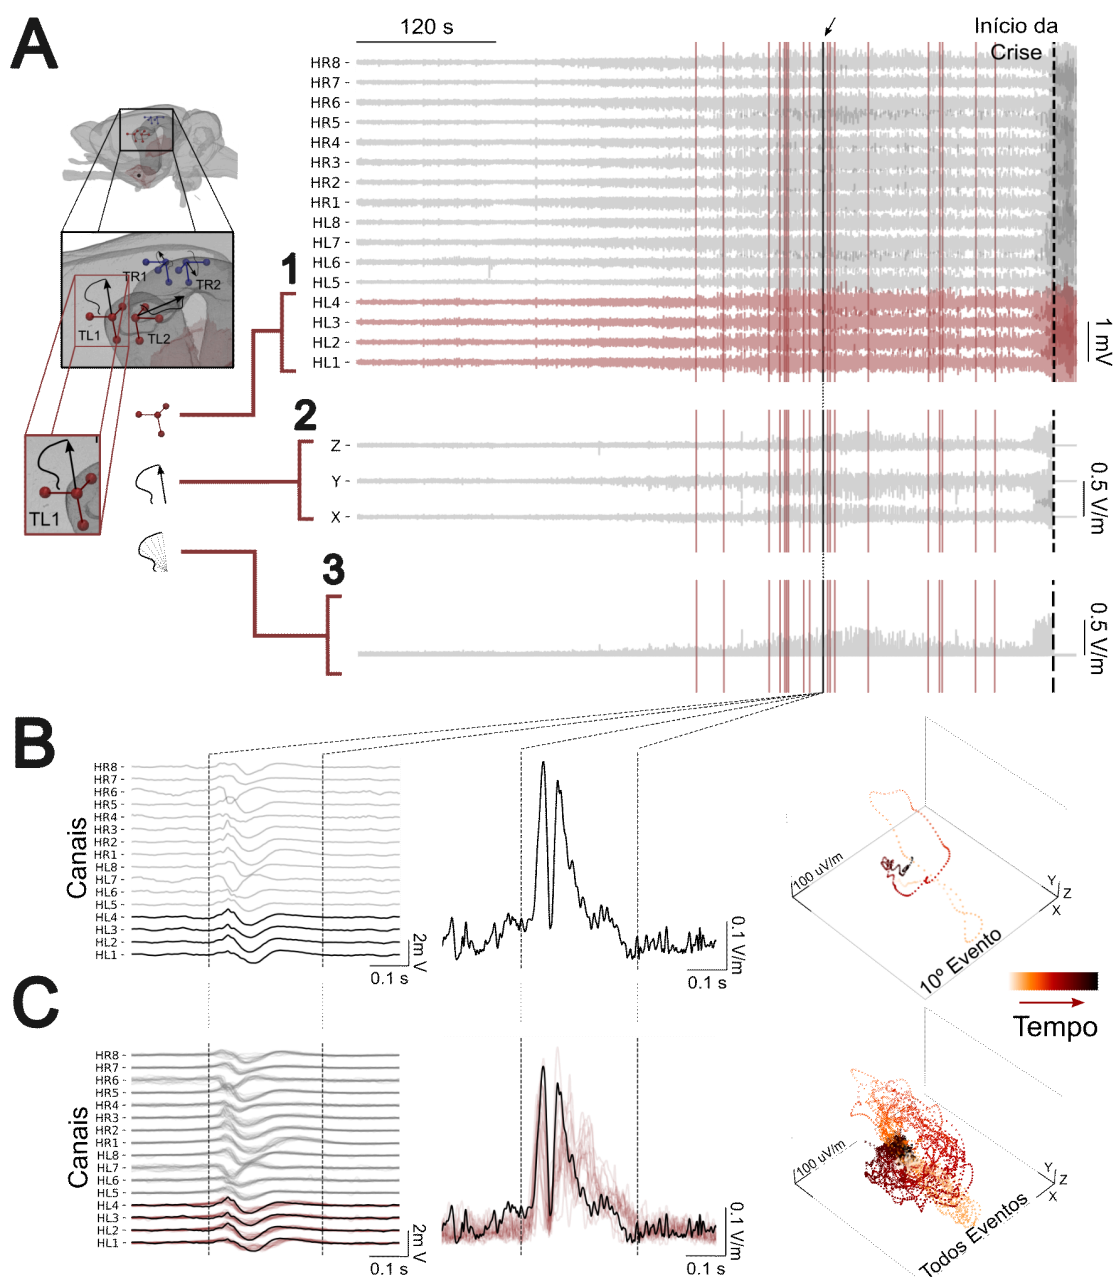 A
120 s
Início da
Crise
HR8
HR7
HR6
HR5
HR4
HR3
HR2
HR1
HL8
HL7
HL6
HL5
HL4
HL3
HL2
HL1
1 mV
TR1
TR2
TL1
TL2
TL1
1
2
Z
Y
X
0.5 V/m
3
0.5 V/m
B
Canais
HR8
HR7
HR6
HR5
HR4
HR3
HR2
HR1
HL8
HL7
HL6
HL5
HL4
HL3
HL2
HL1
2mV
0.1 s
0.1 V/m
0.1 s
100 uV/m
Y
Z
X
10º Evento
Tempo
C
Canais
HR8
HR7
HR6
HR5
HR4
HR3
HR2
HR1
HL8
HL7
HL6
HL5
HL4
HL3
HL2
HL1
2mV
0.1 s
0.1 V/m
0.1 s
100 uV/m
Y
Z
X
Todos Eventos